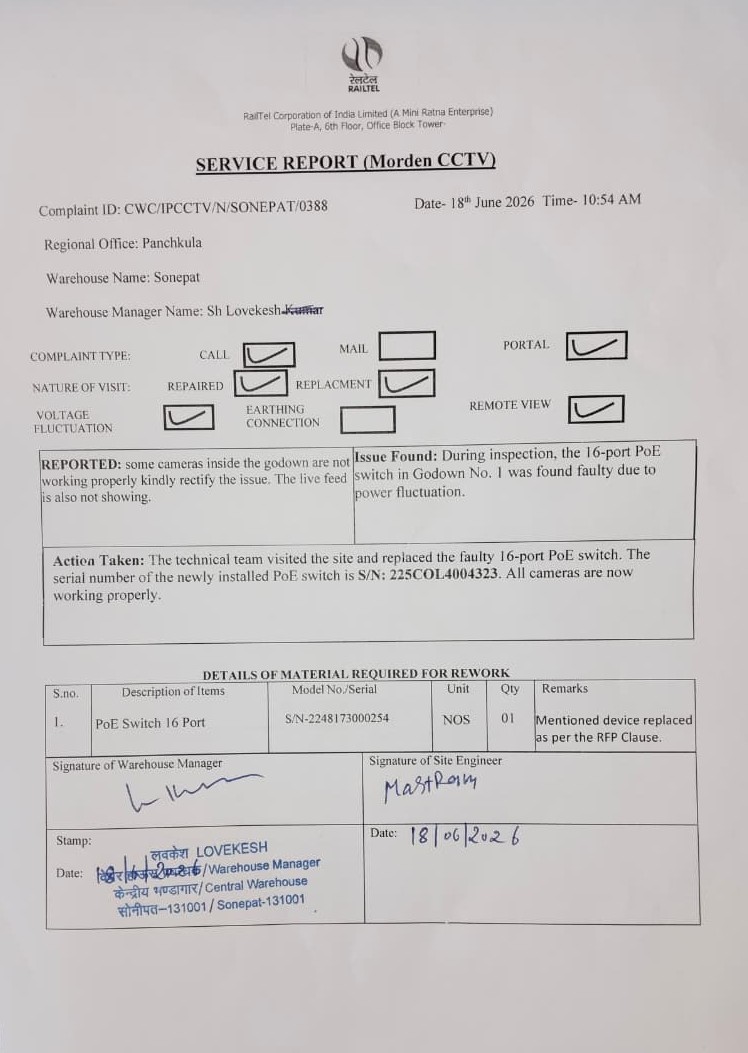 रेलटेल
RAILTEL
RailTel Corporation of India Limited (A Mini Ratna Enterprise)
Plate-A, 6th Floor, Office Block Tower-
SERVICE REPORT (Morden CCTV)
Complaint ID: CWC/IPCCTV/N/SONEPAT/0388 Date- 18th June 2026 Time- 10:54 AM
Regional Office: Panchkula
Warehouse Name: Sonepat
Warehouse Manager Name: Sh Lovekesh Kumar
COMPLAINT TYPE: CALL MAIL PORTAL
NATURE OF VISIT: REPAIRED REPLACMENT
VOLTAGE FLUCTUATION EARTHING CONNECTION REMOTE VIEW
REPORTED: some cameras inside the godown are not
working properly kindly rectify the issue. The live feed
is also not showing.
Issue Found: During inspection, the 16-port PoE
switch in Godown No. 1 was found faulty due to
power fluctuation.
Action Taken: The technical team visited the site and replaced the faulty 16-port PoE switch. The
serial number of the newly installed PoE switch is S/N: 225COL4004323. All cameras are now
working properly.
DETAILS OF MATERIAL REQUIRED FOR REWORK
S.no. Description of Items Model No./Serial Unit Qty Remarks
1. PoE Switch 16 Port S/N-2248173000254 NOS 01 Mentioned device replaced
as per the RFP Clause.
Signature of Warehouse Manager
Signature of Site Engineer
MastRam
Stamp:
लवकेश LOVEKESH
Date: 18/6/2026 /Warehouse Manager
केन्द्रीय भण्डागार/ Central Warehouse
सोनीपत-131001 / Sonepat-131001
Date: 18/06/2026